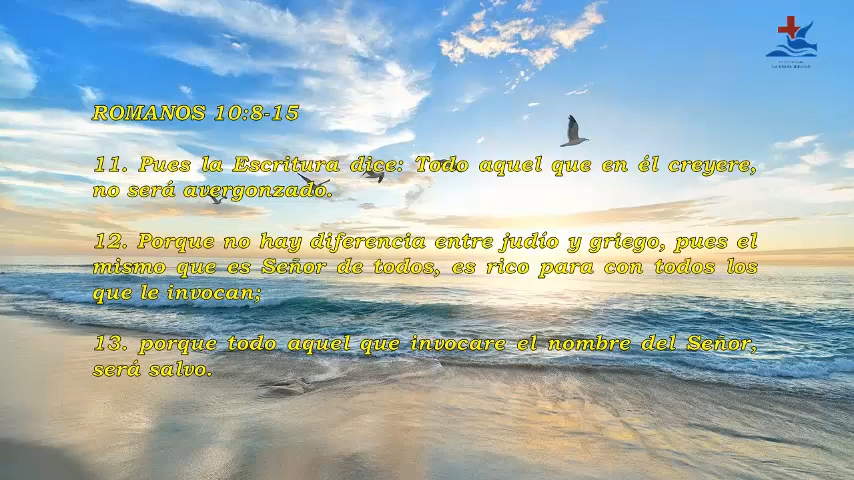 ROMANOS 10:8-15
11. Pues la Escritura dice: Todo aquel que en él creyere,
no será avergonzado.
12. Porque no hay diferencia entre judío y griego, pues el
mismo que es Señor de todos, es rico para con todos los
que le invocan;
13. porque todo aquel que invocare el nombre del Señor,
será salvo.